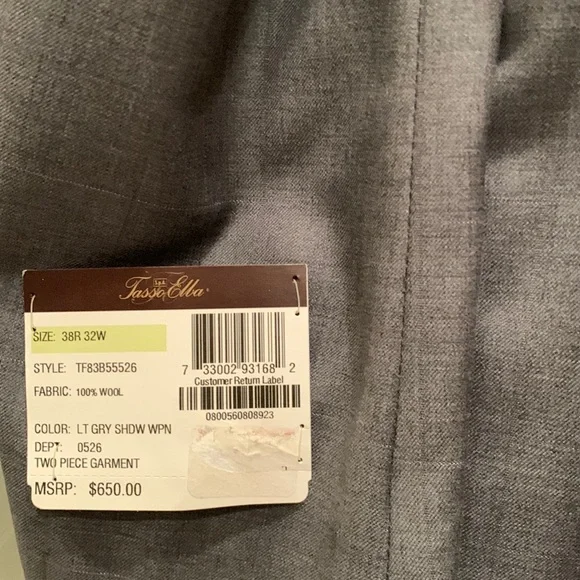 Tasso Elba
SIZE: 38R 32W
STYLE: TF83B55526
FABRIC: 100% WOOL
COLOR: LT GRY SHDW WPN
DEPT: 0526
TWO PIECE GARMENT
MSRP: $650.00
7 33002 93168 2
Customer Return Label
0800560808923